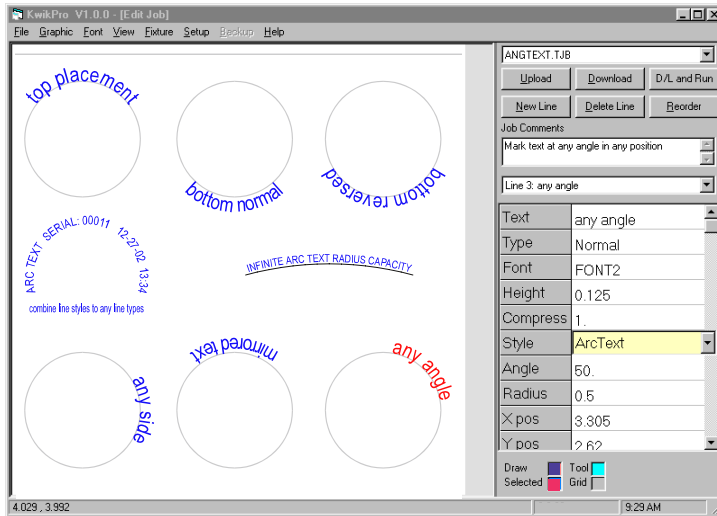 KwikPro V1.0.0 - [Edit Job]
File Graphic Font View Fixture Setup Backup Help
top placement
bottom normal
bottom reversed
ARC TEXT SERIAL: 00011 12-27-02 13:34
combine line styles to any line types
INFINITE ARC TEXT RADIUS CAPACITY
any side
mirrored text
any angle
ANGTEXT.TJB
Upload Download D/L and Run
New Line Delete Line Reorder
Job Comments
Mark text at any angle in any position
Line 3: any angle
Text any angle
Type Normal
Font FONT2
Height 0.125
Compress 1.
Style ArcText
Angle 50.
Radius 0.5
X pos 3.305
Y pos 2.62
Draw Tool
Selected Grid
4.029 , 3.992 9:29 AM